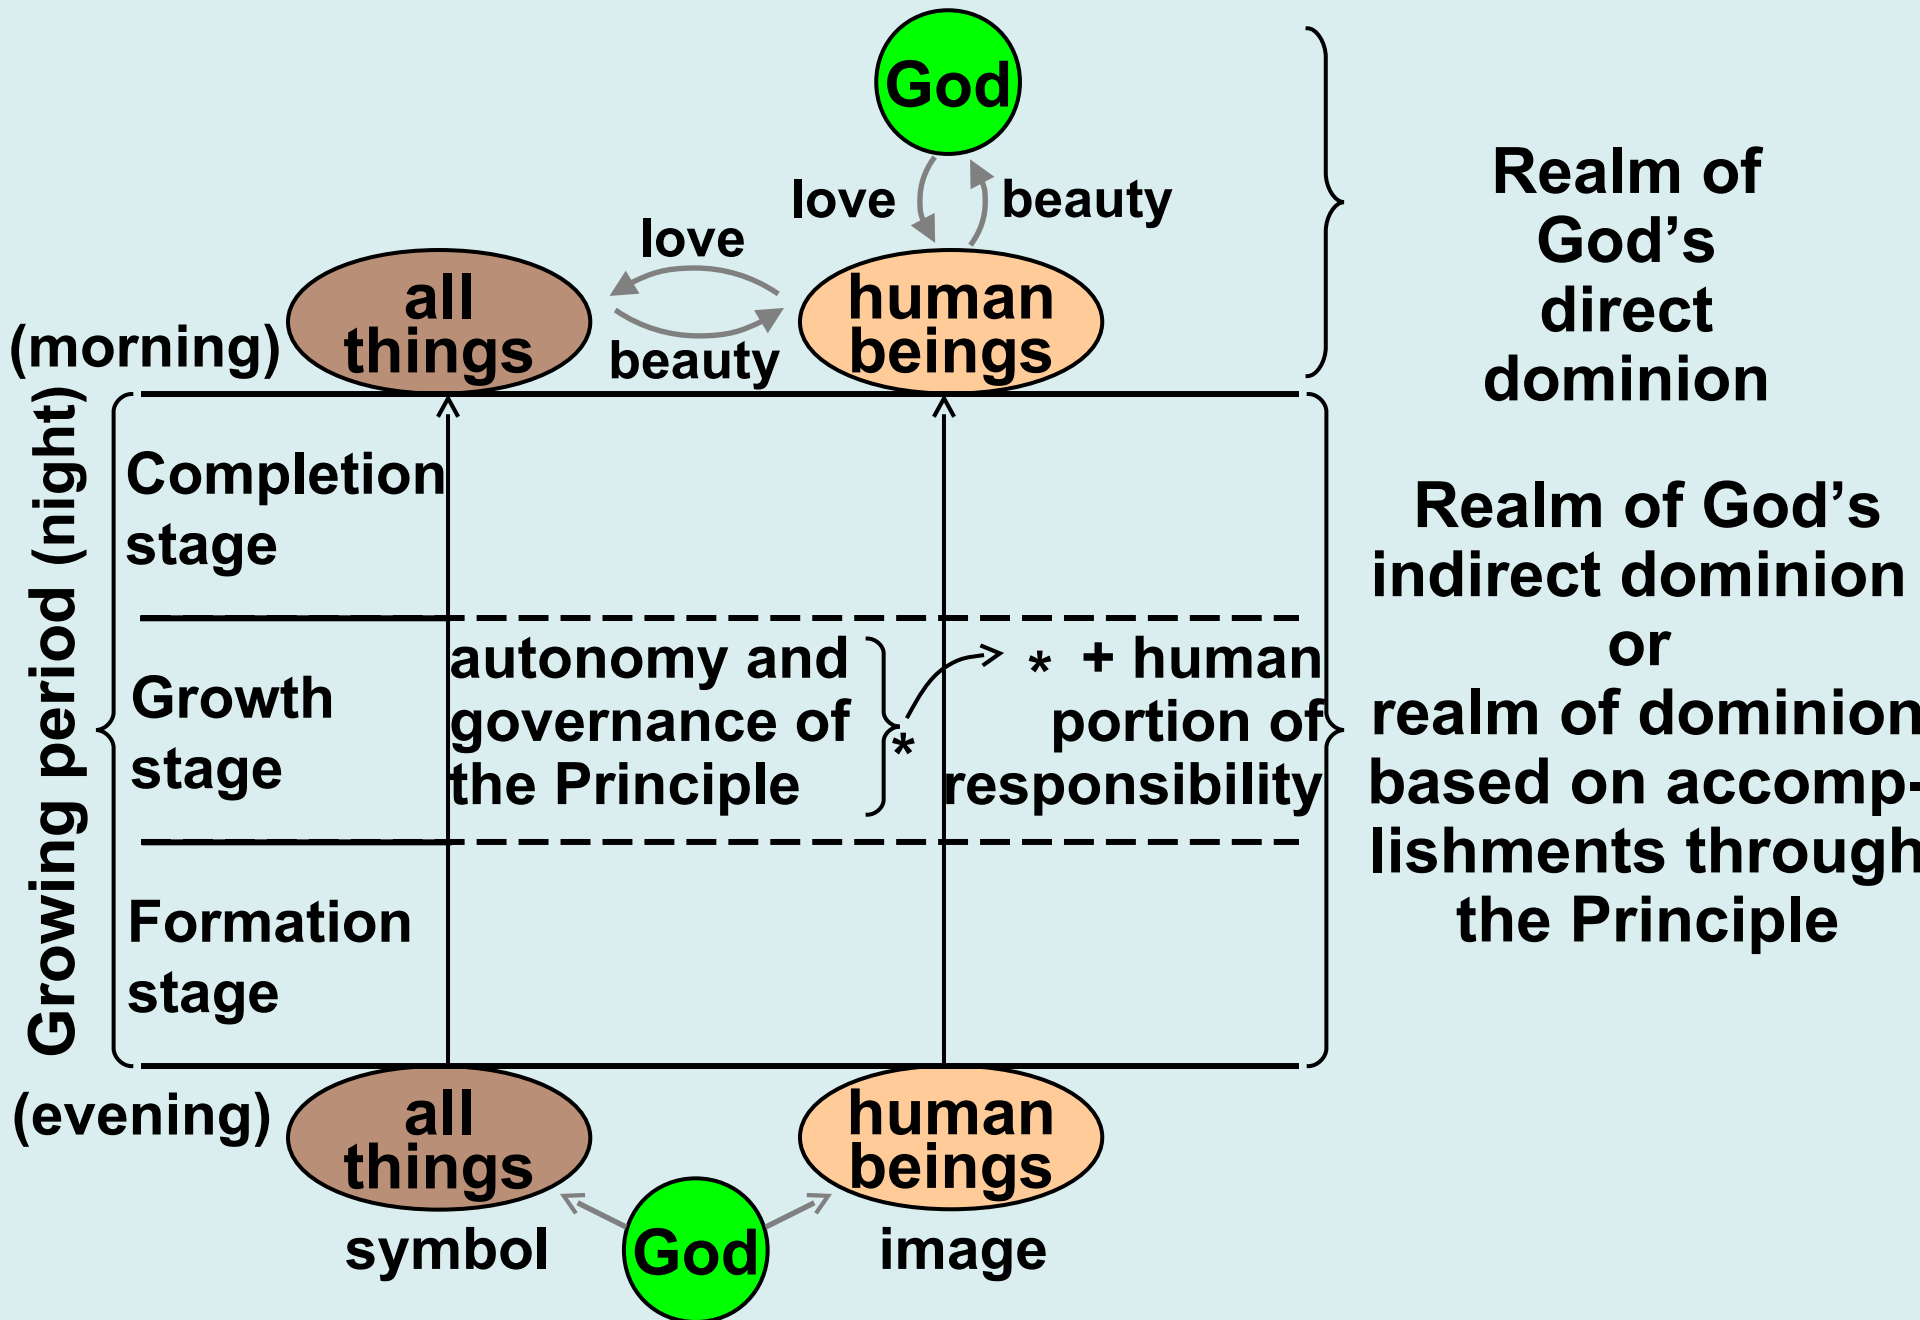 God
love
beauty
love
all
things
human
beings
beauty
(morning)
Realm of
God’s
direct
dominion
Growing period (night)
Completion
stage
Growth
stage
Formation
stage
autonomy and
governance of
the Principle
*
* + human
portion of
responsibility
Realm of God’s
indirect dominion
or
realm of dominion
based on accomp-
lishments through
the Principle
(evening)
all
things
human
beings
symbol
God
image